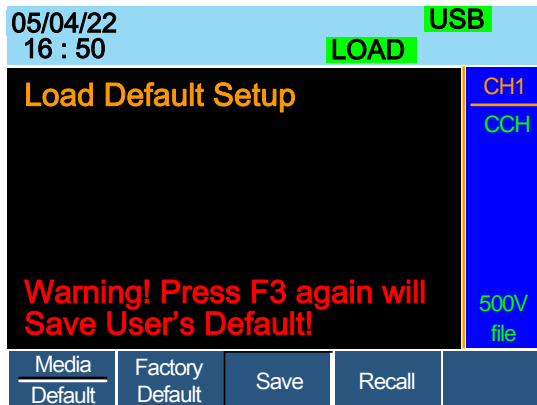 05/04/22
USB
16 : 50
LOAD
Load Default Setup
CH1
CCH
Warning! Press F3 again will
Save User's Default!
500V
file
Media
Default
Factory
Default
Save
Recall